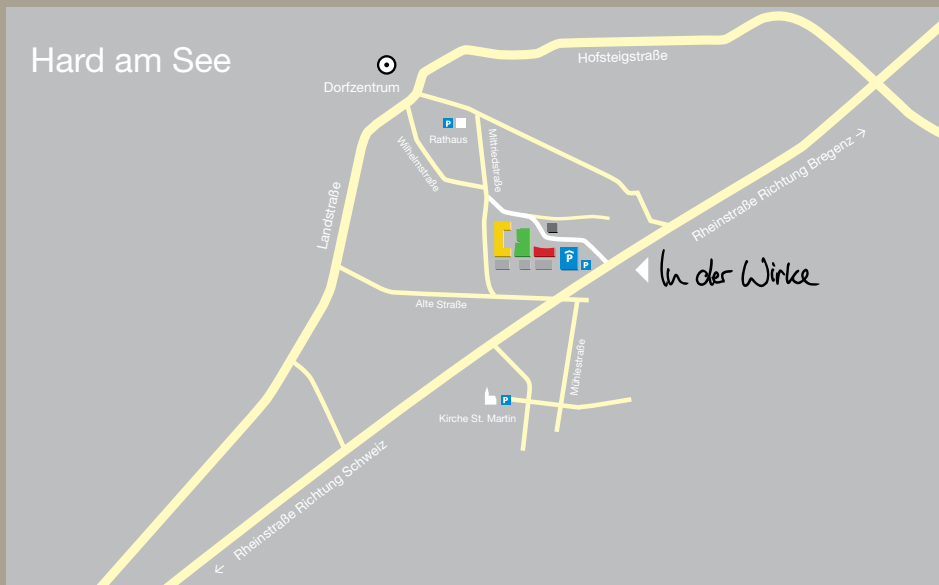 Hard am See
Dorfzentrum
Hofsteigstraße
P
Rathaus
Wilhelmstraße
Mittriedstraße
Landstraße
Rheinstraße Richtung Bregenz
P
P
In der Wirke
Alte Straße
Mühlestraße
P
Kirche St. Martin
Rheinstraße Richtung Schweiz